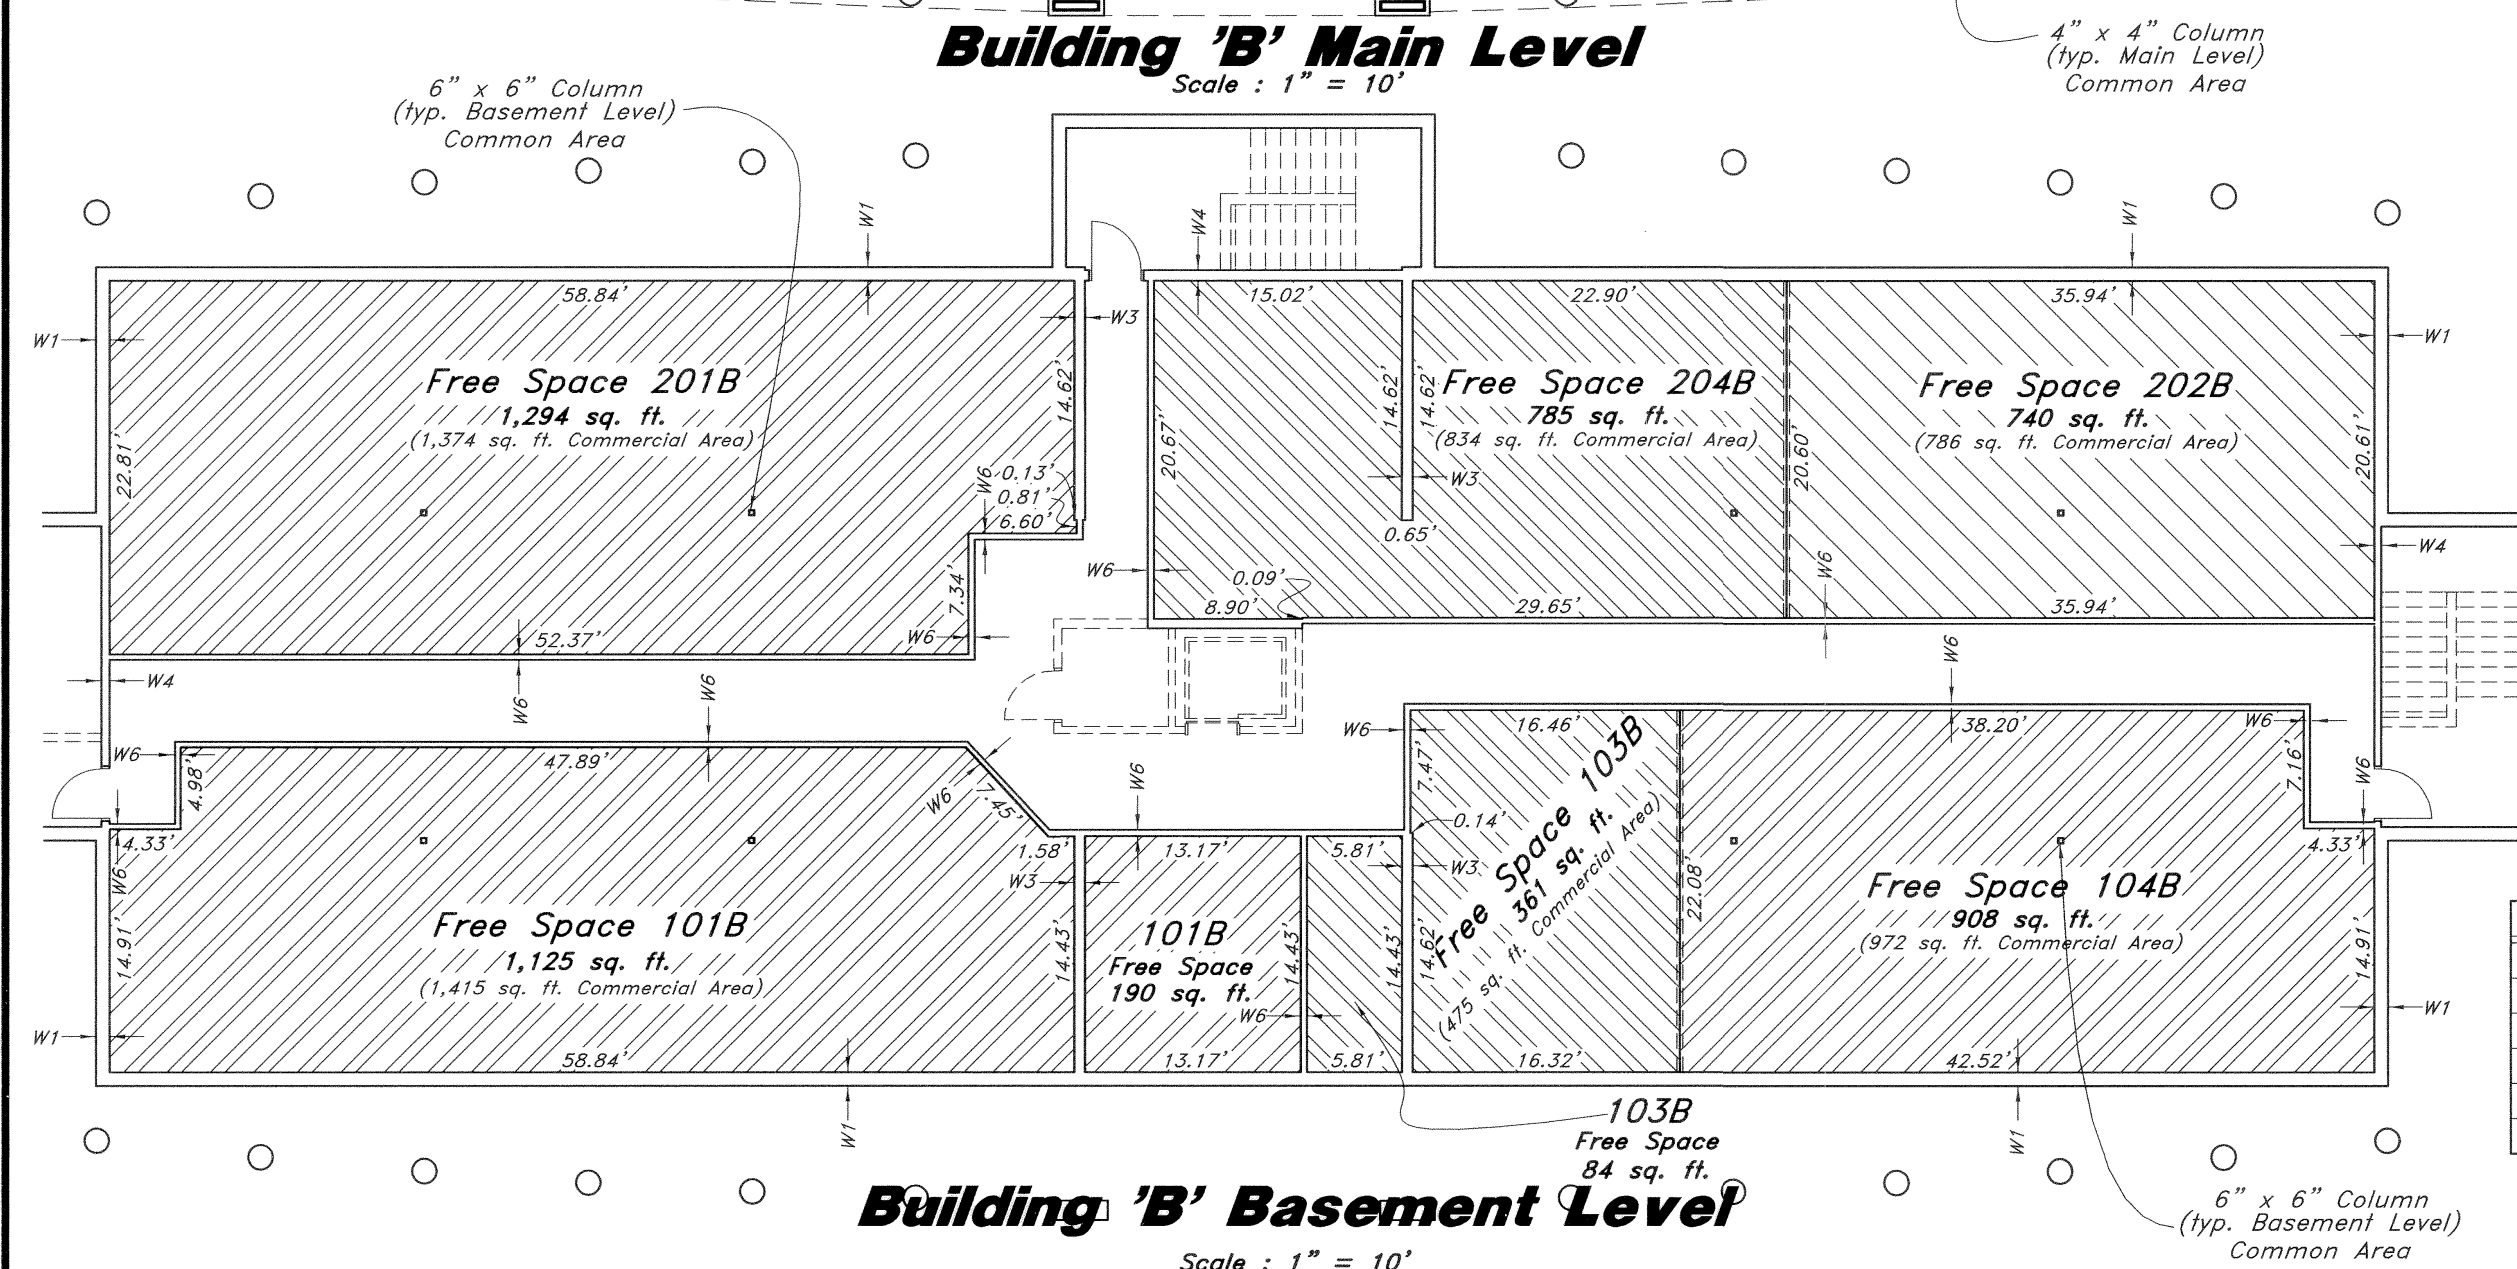 Building 'B' Main Level
Scale : 1" = 10'
4" x 4" Column
(typ. Main Level)
Common Area
6" x 6" Column
(typ. Basement Level)
Common Area
W1
W4
W1
58.84'
15.02'
22.90'
35.94'
W1
W3
W1
Free Space 201B
1,294 sq. ft.
(1,374 sq. ft. Commercial Area)
22.81'
14.62'
W6
0.13'
0.81'
6.60'
7.34'
52.37'
W6
20.67'
14.62'
14.62'
W3
0.65'
Free Space 204B
785 sq. ft.
(834 sq. ft. Commercial Area)
20.60'
Free Space 202B
740 sq. ft.
(786 sq. ft. Commercial Area)
20.61'
W4
W6
0.09'
8.90'
29.65'
W6
35.94'
W4
W6
W6
W6
W6
4.98'
47.89'
W6
7.45'
W6
4.33'
W6
14.91'
Free Space 101B
1,125 sq. ft.
(1,415 sq. ft. Commercial Area)
1.58'
W3
14.43'
W1
58.84'
W1
13.17'
101B
Free Space
190 sq. ft.
14.43'
W6
13.17'
5.81'
14.43'
5.81'
W6
16.46'
7.47'
0.14'
W3
14.62'
Free Space 103B
361 sq. ft.
(475 sq. ft. Commercial Area)
16.32'
22.08'
38.20'
W6
7.16'
W6
4.33'
Free Space 104B
908 sq. ft.
(972 sq. ft. Commercial Area)
14.91'
W1
42.52'
W1
103B
Free Space
84 sq. ft.
Building 'B' Basement Level
Scale : 1" = 10'
6" x 6" Column
(typ. Basement Level)
Common Area